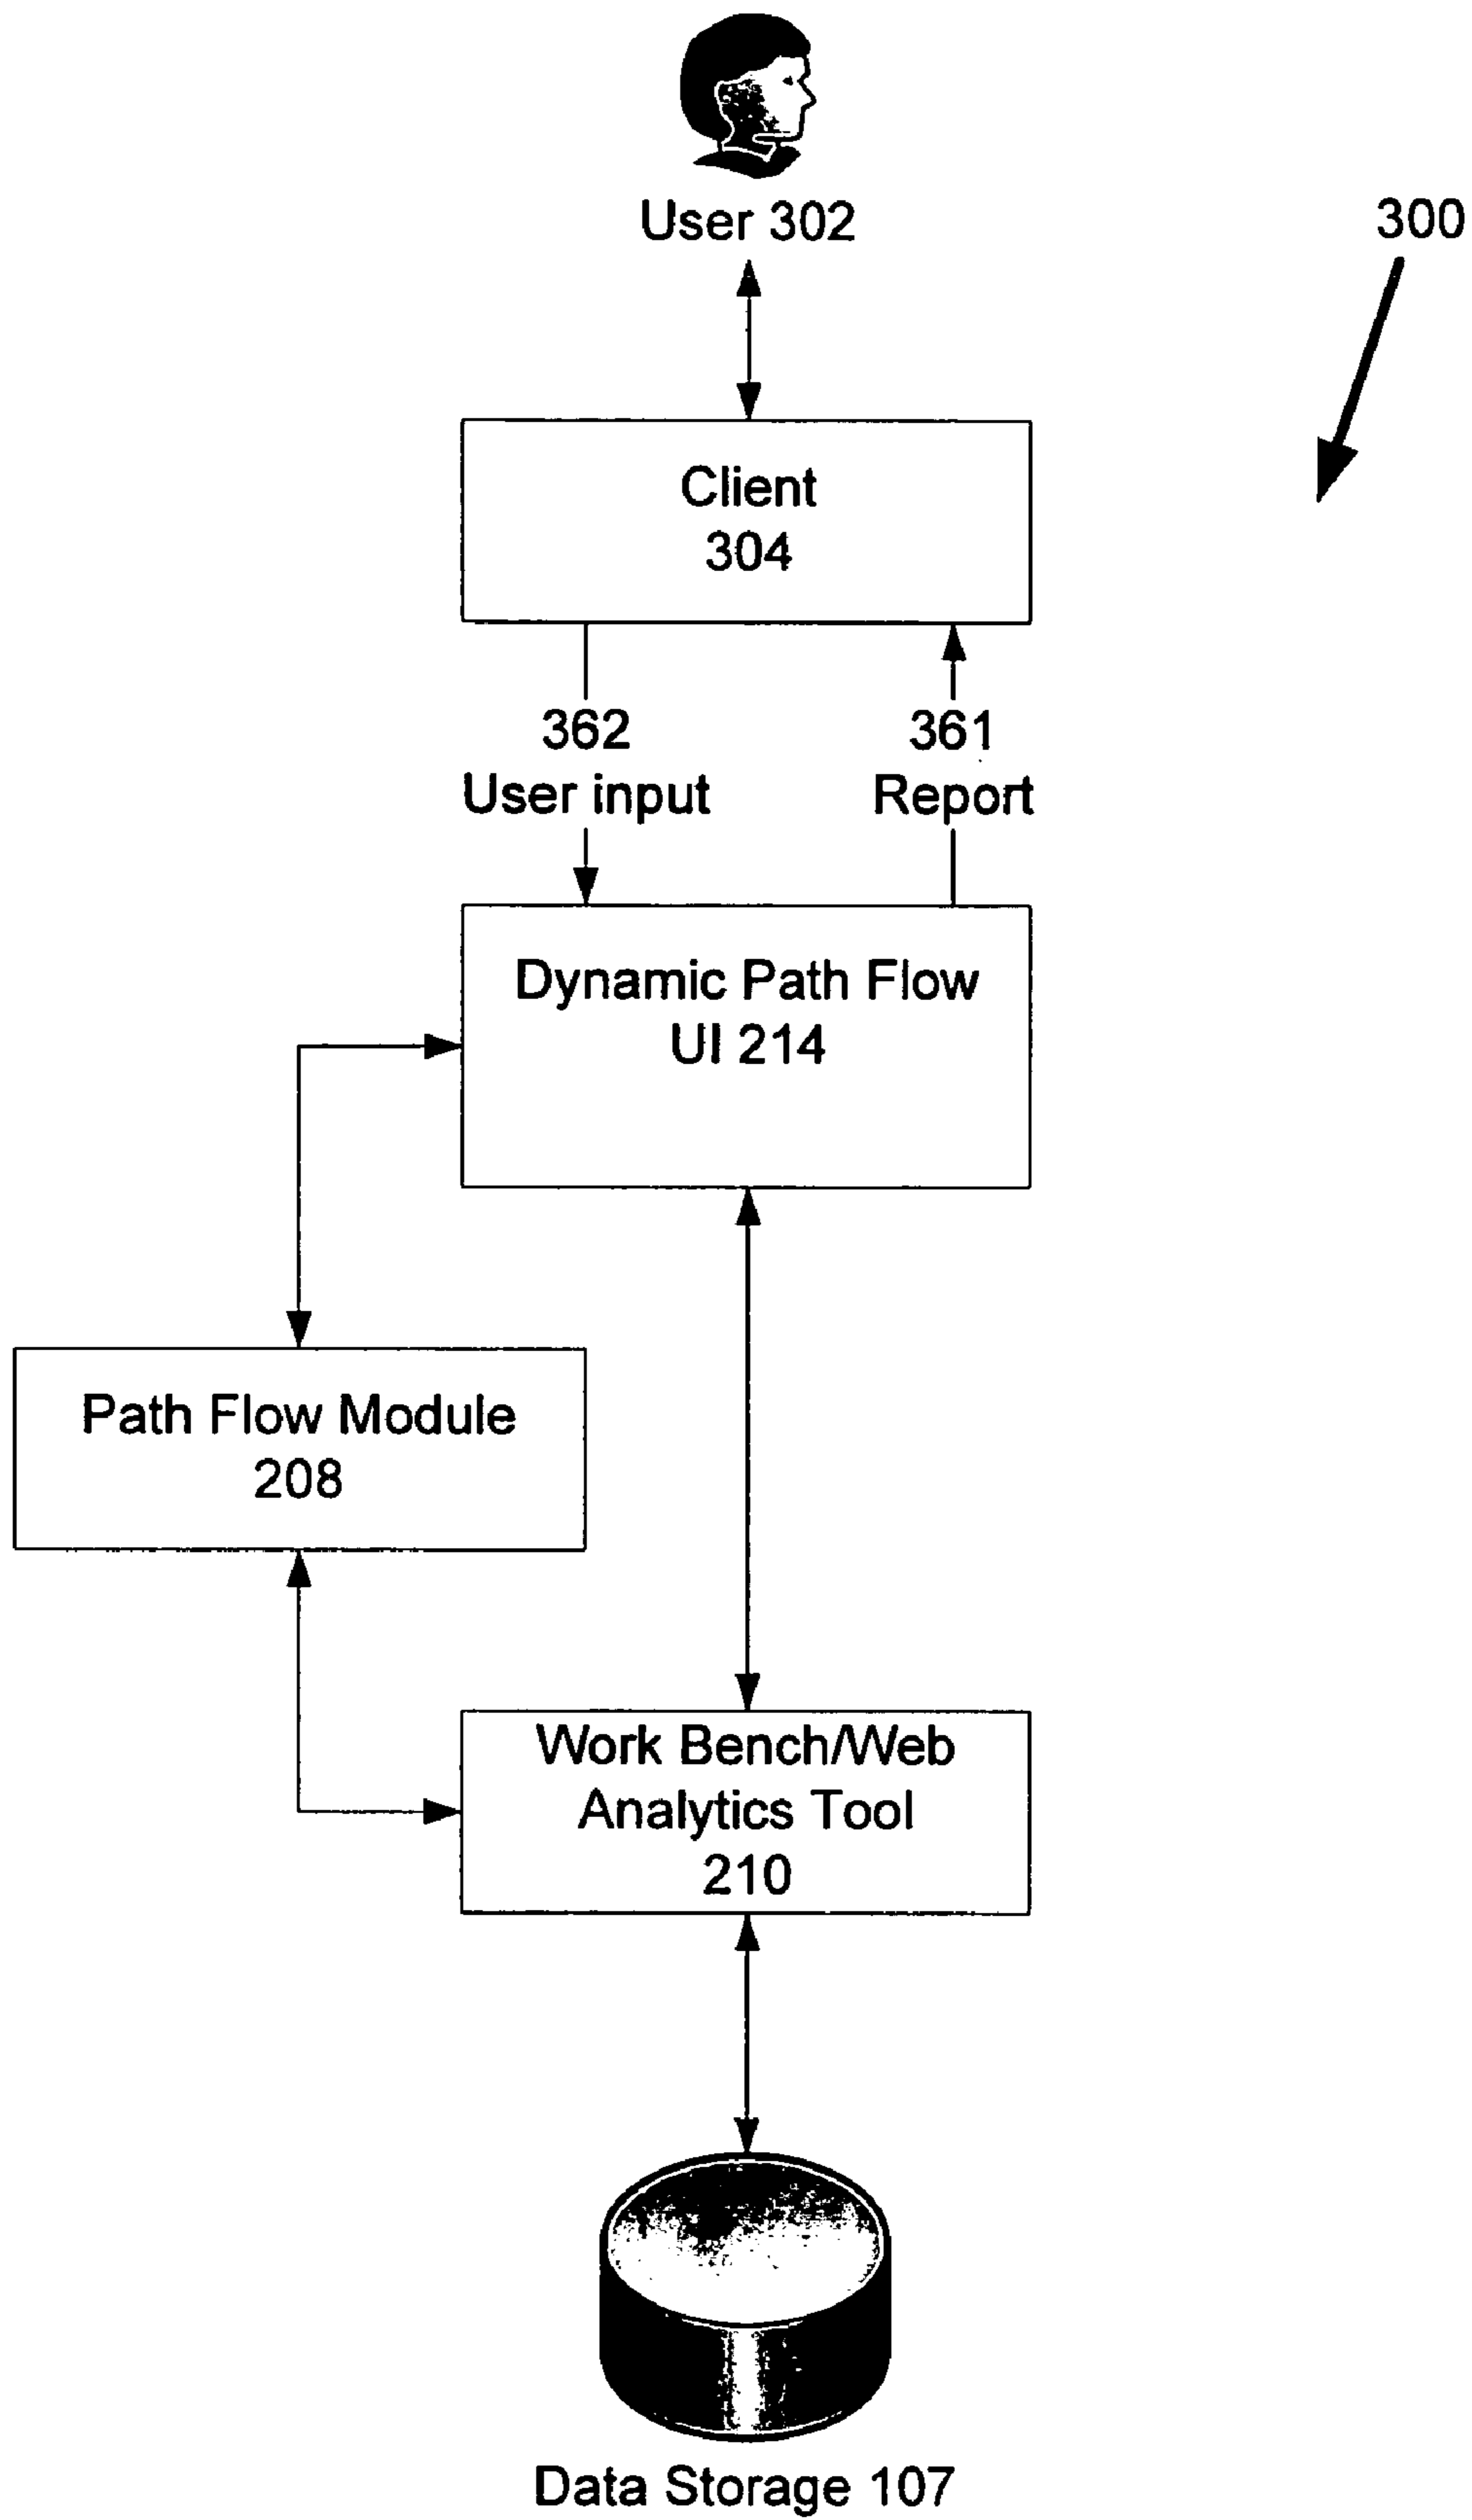 User 302
300
Client
304
362
User input
361
Report
Dynamic Path Flow
UI 214
Path Flow Module
208
Work Bench/Web
Analytics Tool
210
Data Storage 107